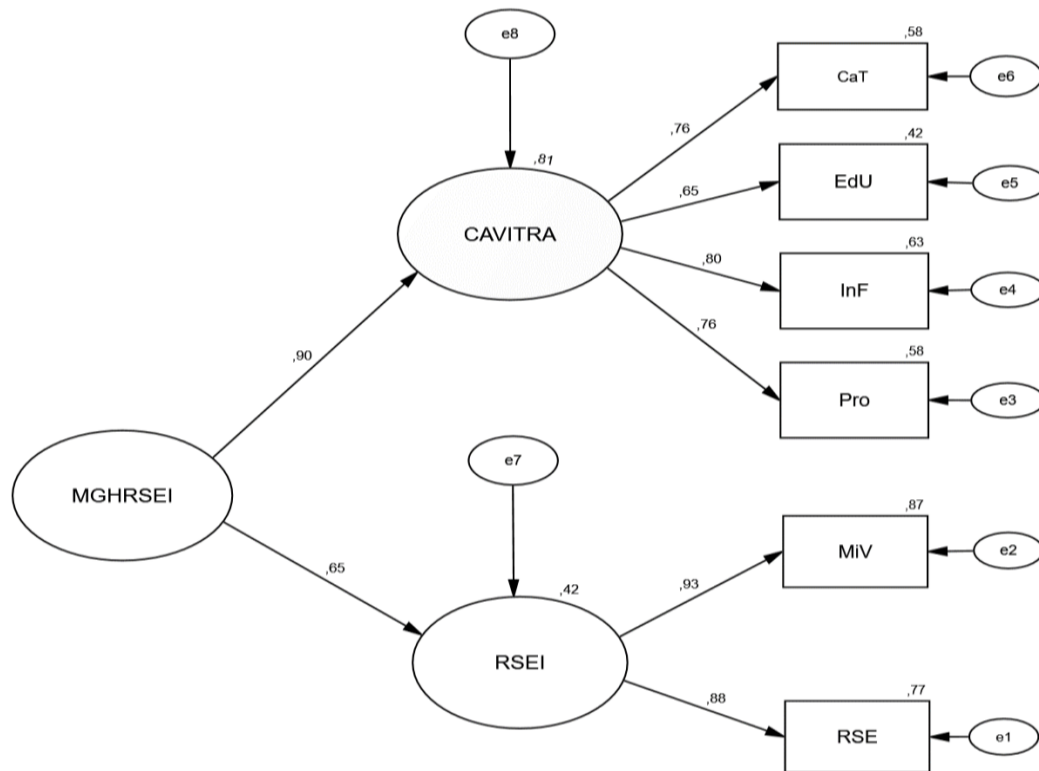 e8
,58
CaT
e6
,76
,81
,42
EdU
e5
,65
CAVITRA
,63
InF
e4
,80
,76
,58
Pro
e3
,90
e7
MGHRSEI
,87
MiV
e2
,65
,93
,42
RSEI
,88
,77
RSE
e1